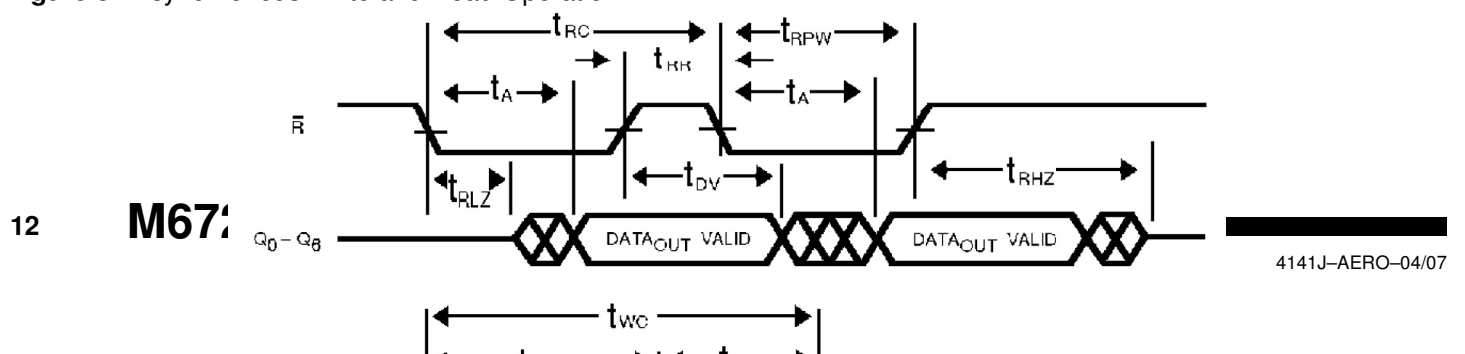 tRC tRPW
tRR
tA tA
R̄
tRLZ tDV tRHZ
12 M672
Q0 – Q8 DATAOUT VALID DATAOUT VALID
4141J–AERO–04/07
tWC